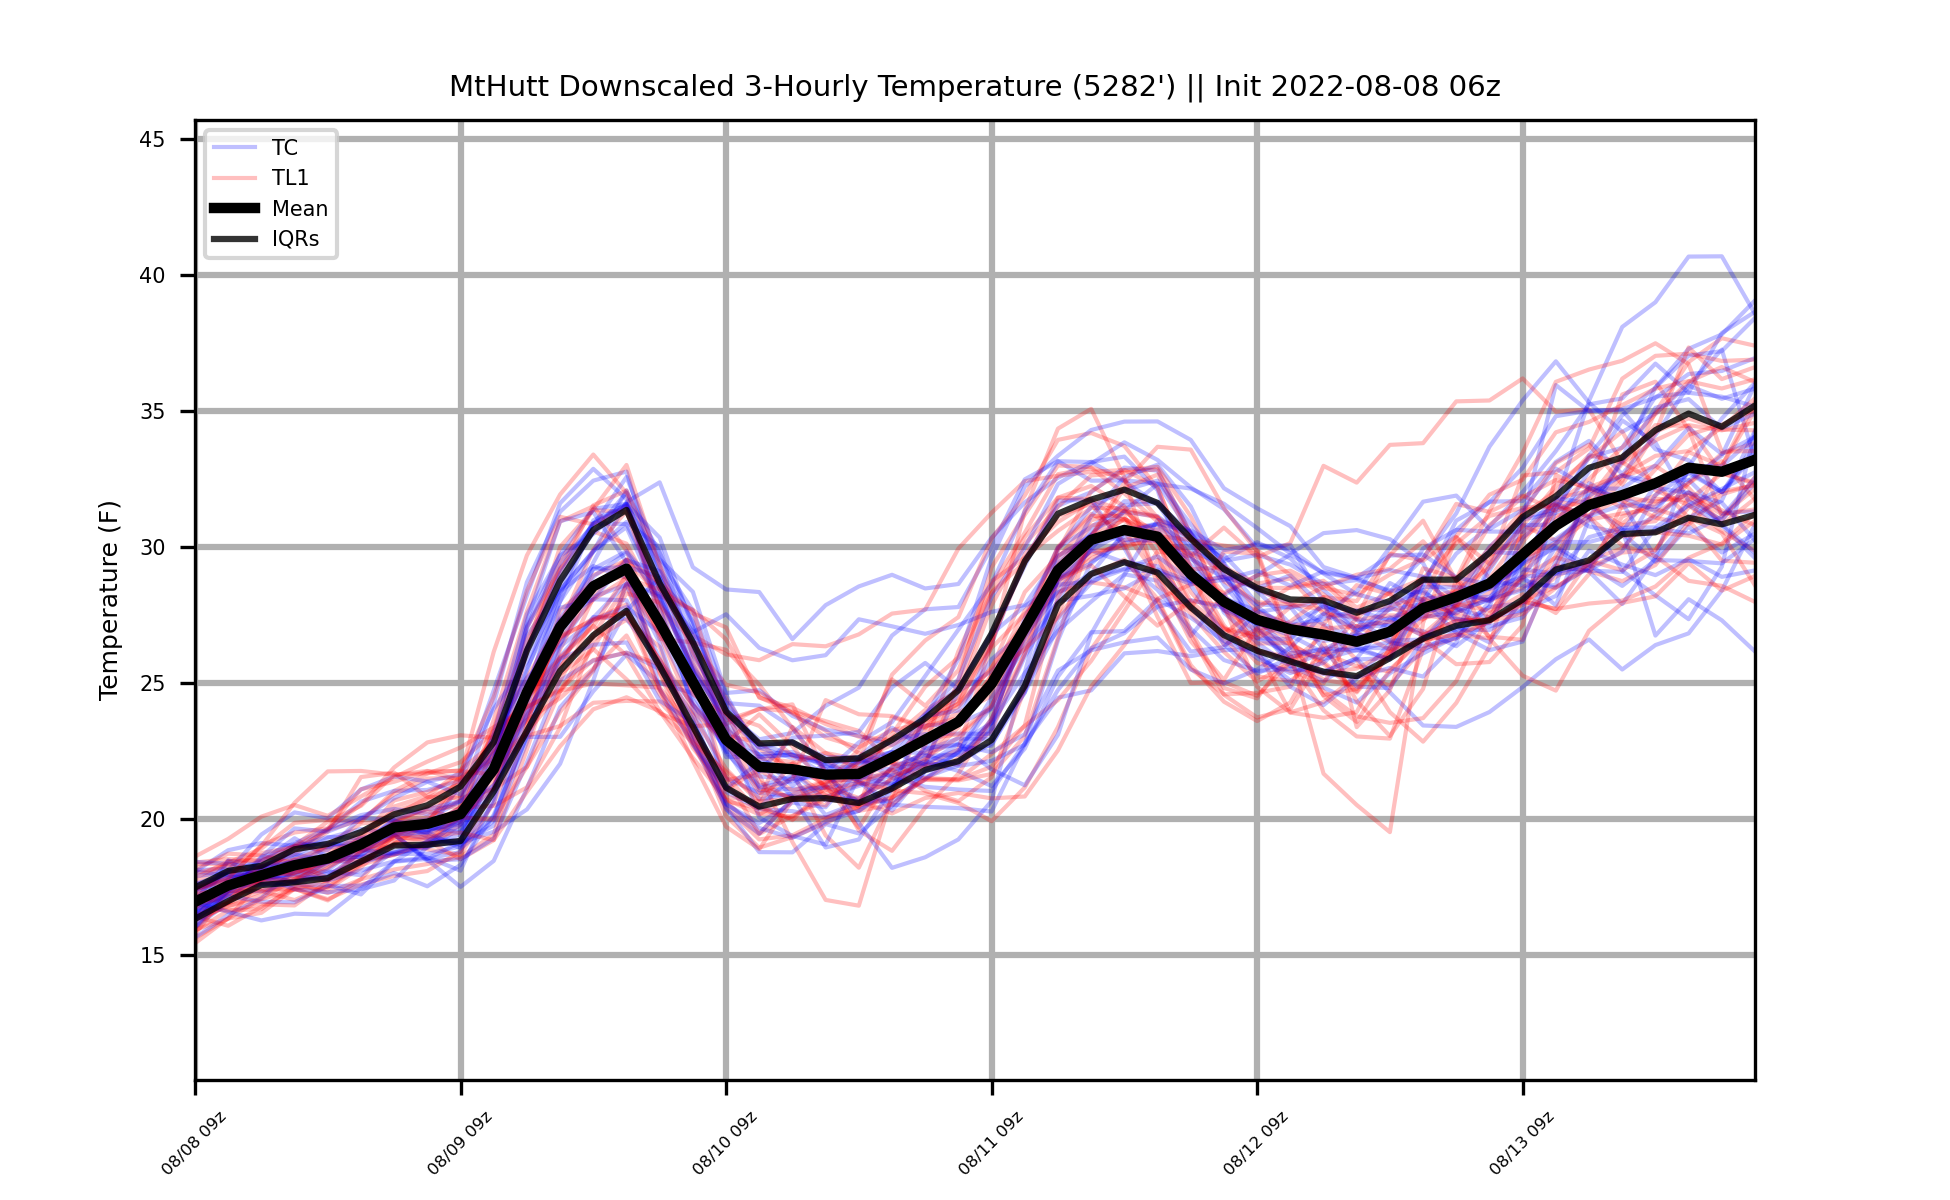 MtHutt Downscaled 3-Hourly Temperature (5282') || Init 2022-08-08 06z
TC
TL1
Mean
IQRs
Temperature (F)
45
40
35
30
25
20
15
08/08 09z
08/09 09z
08/10 09z
08/11 09z
08/12 09z
08/13 09z